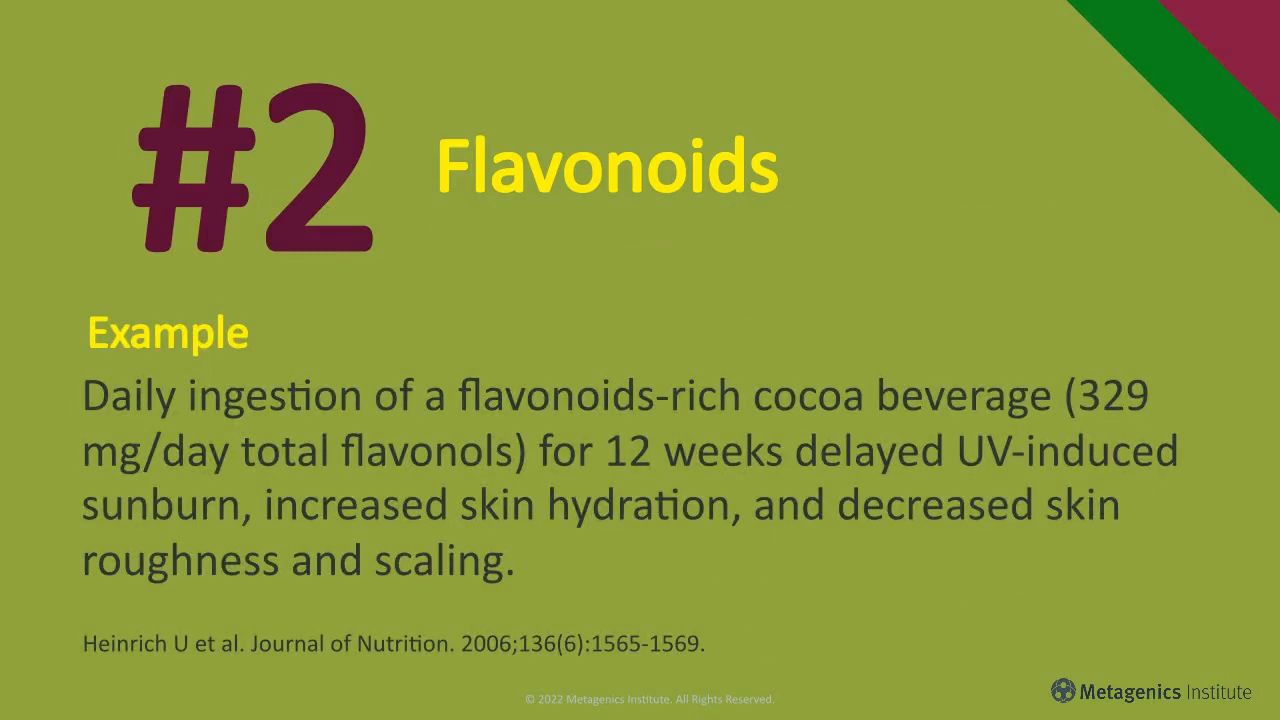 #2
Flavonoids
Example
Daily ingestion of a flavonoids-rich cocoa beverage (329
mg/day total flavonols) for 12 weeks delayed UV-induced
sunburn, increased skin hydration, and decreased skin
roughness and scaling.
Heinrich U et al. Journal of Nutrition. 2006;136(6):1565-1569.
© 2022 Metagenics Institute. All Rights Reserved.
Metagenics Institute